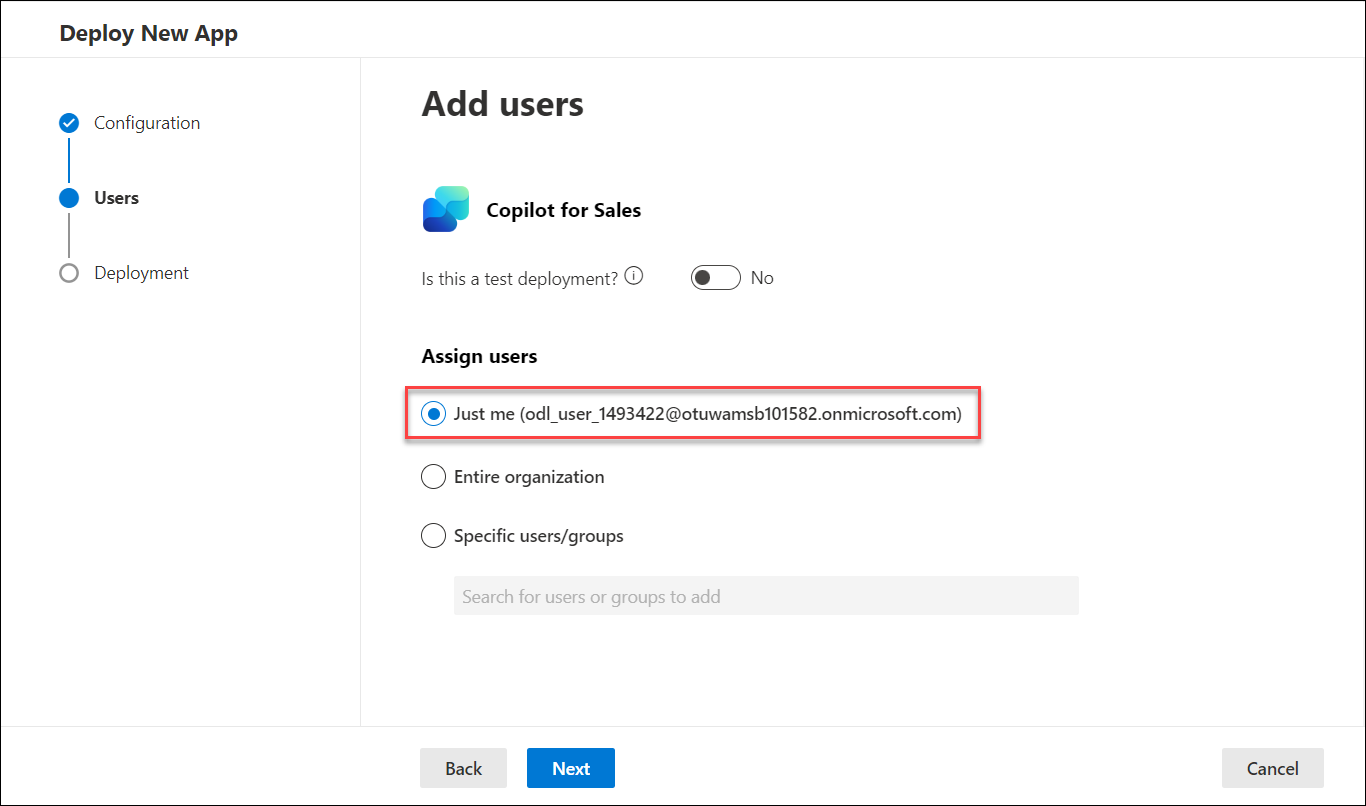 Deploy New App
Configuration
Users
Deployment
Add users
Copilot for Sales
Is this a test deployment?
No
Assign users
Just me (odl_user_1493422@otuwamsb101582.onmicrosoft.com)
Entire organization
Specific users/groups
Search for users or groups to add
Back
Next
Cancel